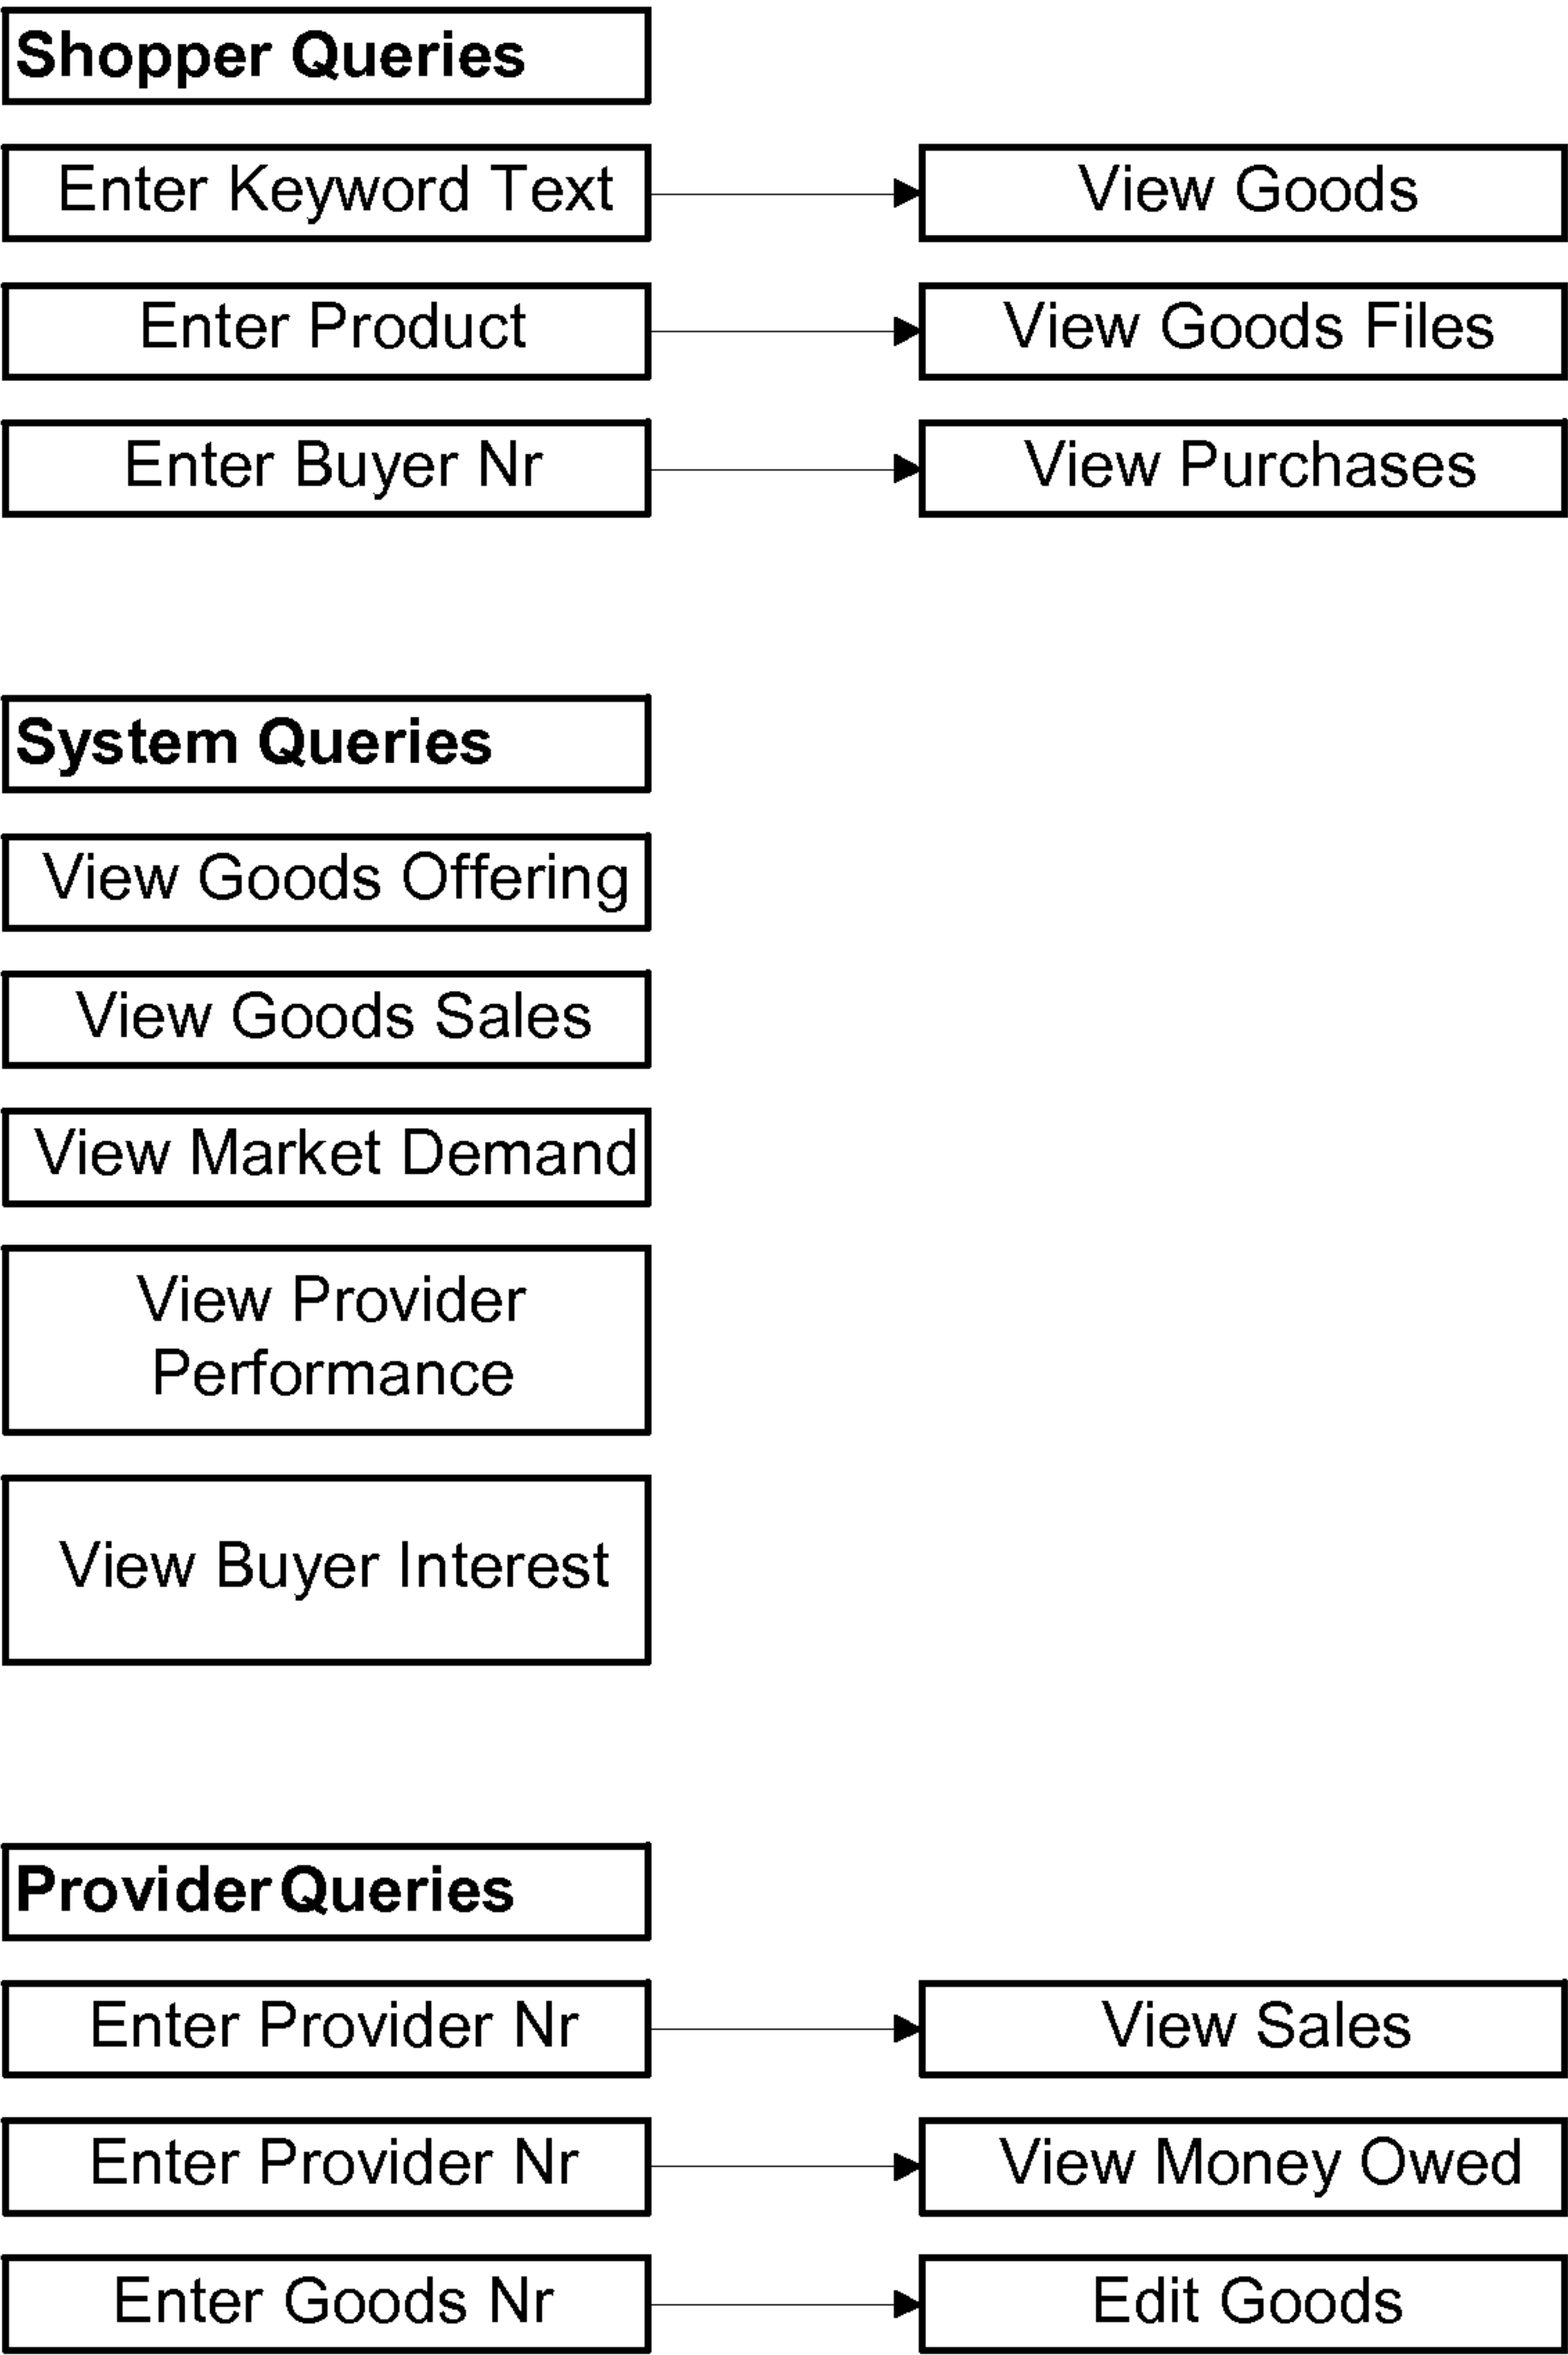 Shopper Queries
Enter Keyword Text
View Goods
Enter Product
View Goods Files
Enter Buyer Nr
View Purchases
System Queries
View Goods Offering
View Goods Sales
View Market Demand
View Provider
Performance
View Buyer Interest
Provider Queries
Enter Provider Nr
View Sales
Enter Provider Nr
View Money Owed
Enter Goods Nr
Edit Goods